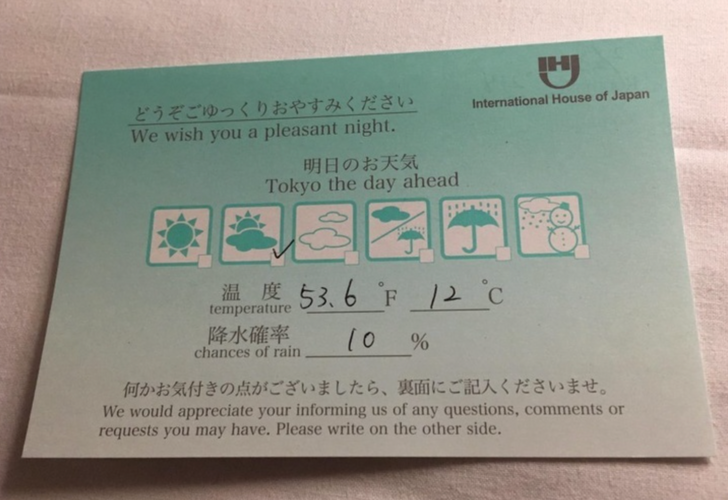 IHJ
International House of Japan
どうぞごゆっくりおやすみください
We wish you a pleasant night.
明日のお天気
Tokyo the day ahead
温 度
temperature 53.6 °F 12 °C
降水確率
chances of rain 10 %
何かお気付きの点がございましたら、裏面にご記入くださいませ。
We would appreciate your informing us of any questions, comments or
requests you may have. Please write on the other side.